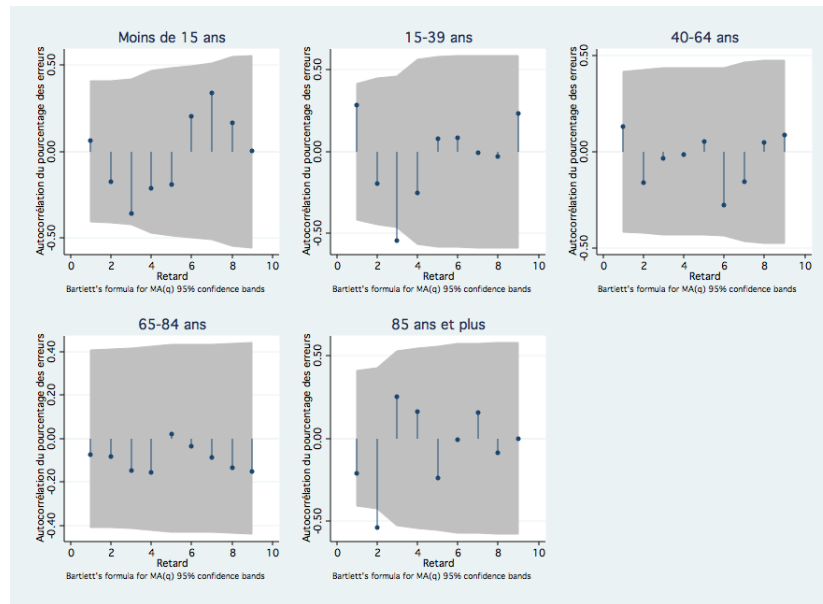 Moins de 15 ans
Autocorrélation du pourcentage des erreurs
0.50
0.00
-0.50
0 2 4 6 8 10
Retard
Bartlett's formula for MA(q) 95% confidence bands
15-39 ans
Autocorrélation du pourcentage des erreurs
0.50
0.00
-0.50
0 2 4 6 8 10
Retard
Bartlett's formula for MA(q) 95% confidence bands
40-64 ans
Autocorrélation du pourcentage des erreurs
0.50
0.00
-0.50
0 2 4 6 8 10
Retard
Bartlett's formula for MA(q) 95% confidence bands
65-84 ans
Autocorrélation du pourcentage des erreurs
0.40
0.20
0.00
-0.20
-0.40
0 2 4 6 8 10
Retard
Bartlett's formula for MA(q) 95% confidence bands
85 ans et plus
Autocorrélation du pourcentage des erreurs
0.50
0.00
-0.50
0 2 4 6 8 10
Retard
Bartlett's formula for MA(q) 95% confidence bands